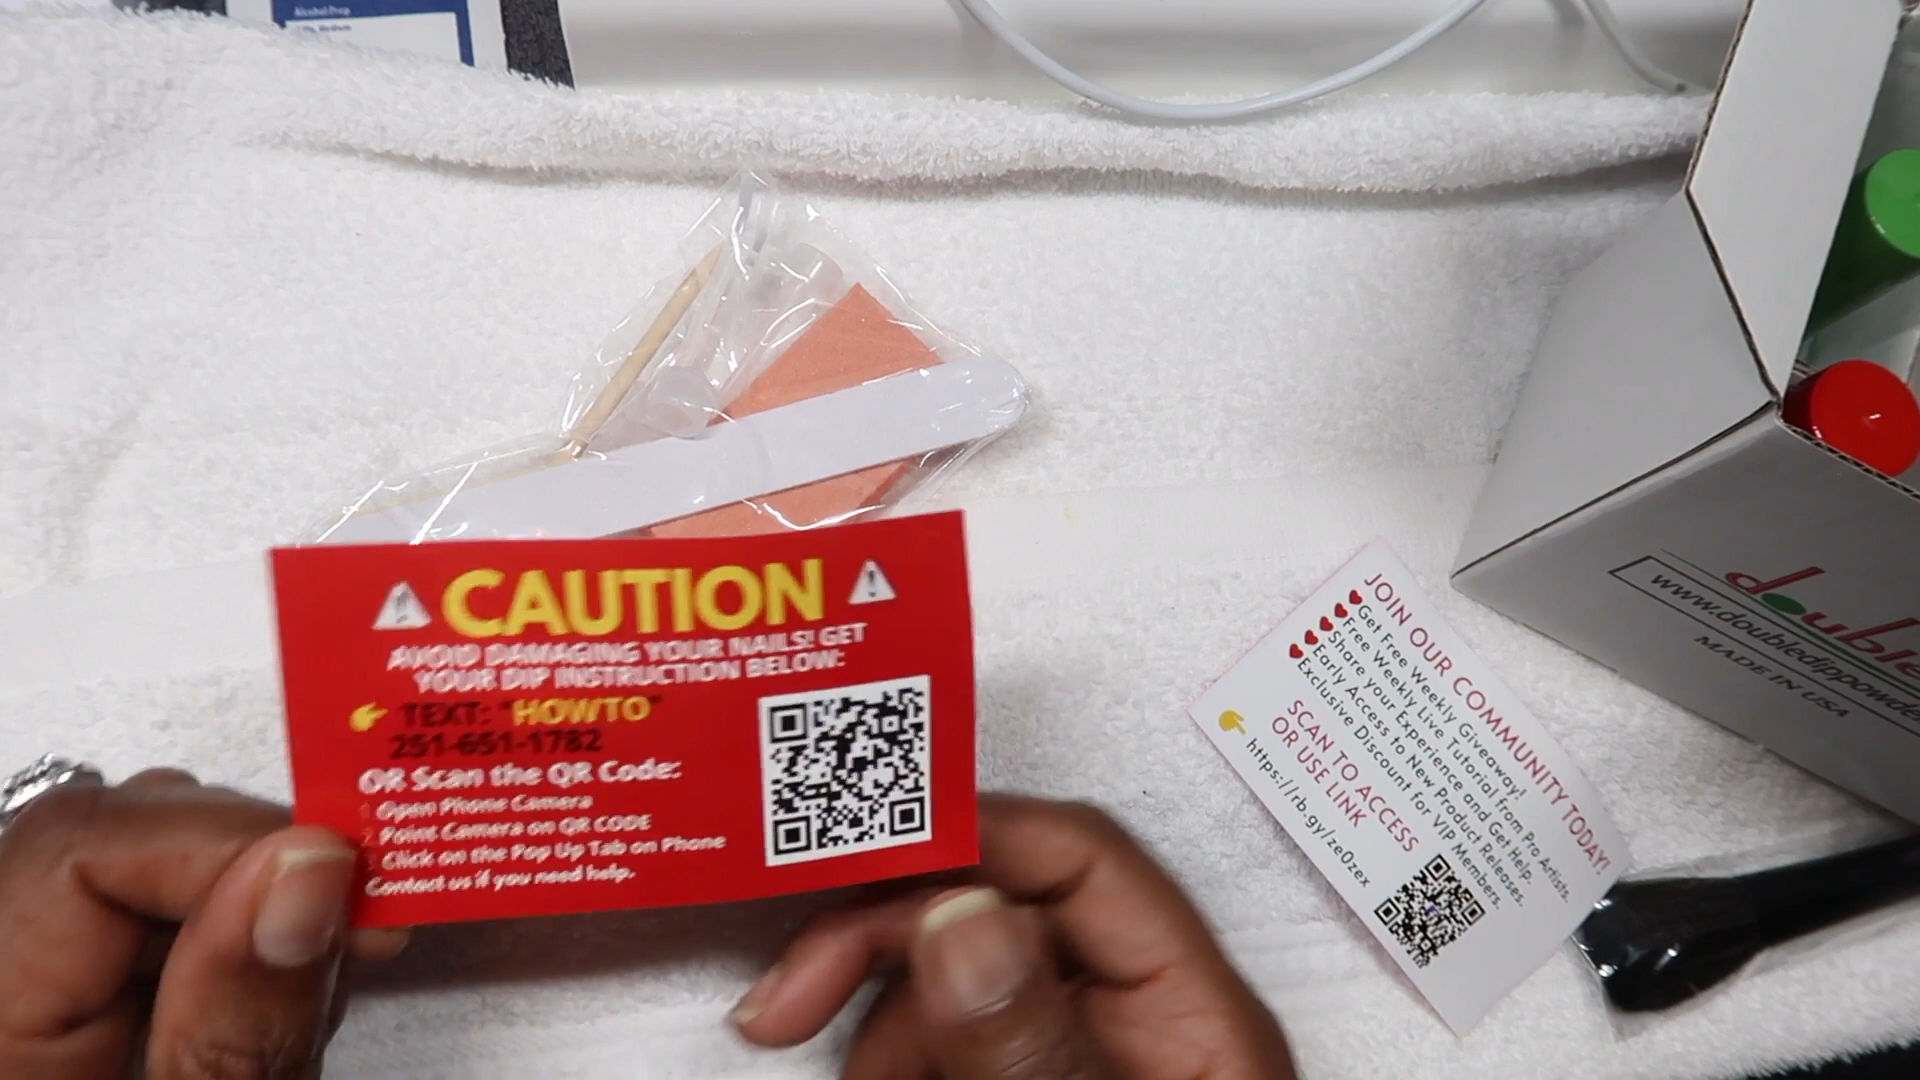 Alcohol Prep
CAUTION
AVOID DAMAGING YOUR NAILS! GET
YOUR DIP INSTRUCTION BELOW:
TEXT: "HOWTO"
251-651-1782
OR Scan the QR Code:
1. Open Phone Camera
2. Point Camera on QR CODE
3. Click on the Pop Up Tab on Phone
Contact us if you need help.
JOIN OUR COMMUNITY TODAY!
Get Free Weekly Giveaway!
Free Weekly Live Tutorial from Pro Artists.
Share your Experience and Get Help.
Early Access to New Product Releases.
Exclusive Discount for VIP Members.
SCAN TO ACCESS
OR USE LINK
https://rb.gy/ze0zex
double
www.doubledippowde
MADE IN USA